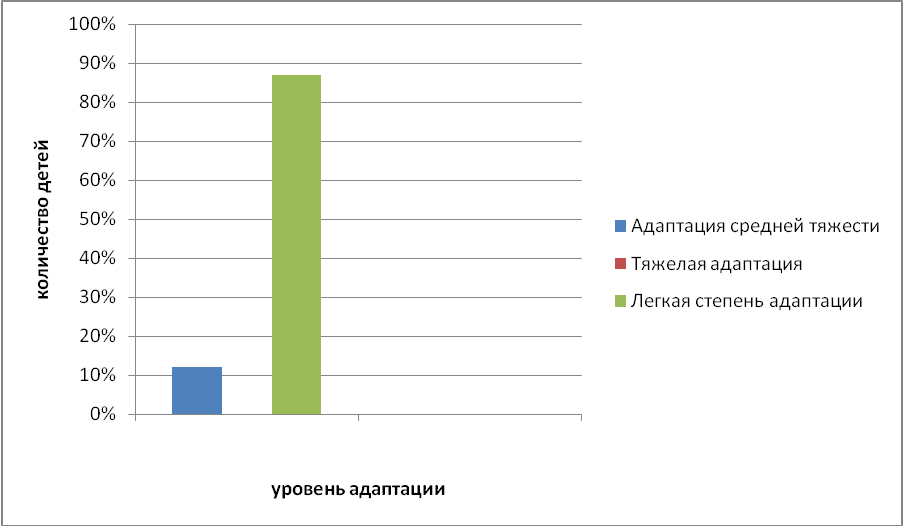 100%
90%
80%
70%
60%
50%
40%
30%
20%
10%
0%
количество детей
уровень адаптации
Адаптация средней тяжести
Тяжелая адаптация
Легкая степень адаптации